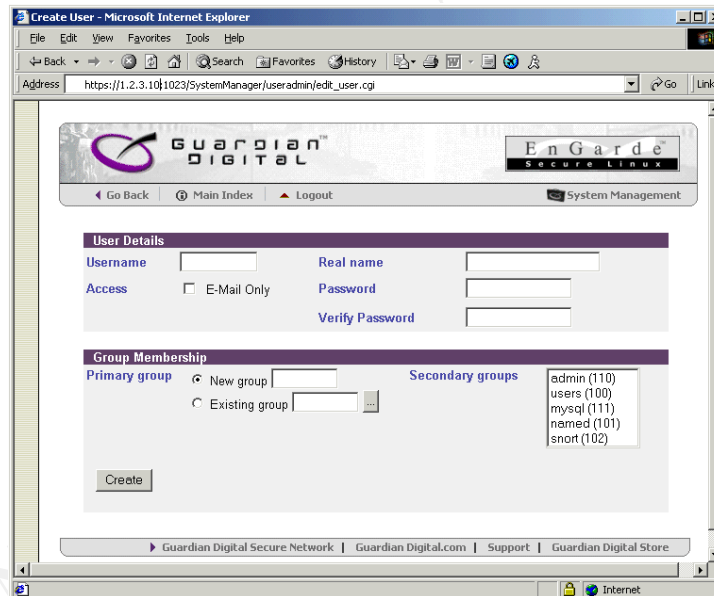 Create User - Microsoft Internet Explorer
File Edit View Favorites Tools Help
Back Search Favorites History
Address https://1.2.3.10:1023/SystemManager/useradmin/edit_user.cgi Go Link
Guardian™ Digital
EnGarde™
Secure Linux
Go Back Main Index Logout System Management
User Details
Username Real name
Access E-Mail Only Password
Verify Password
Group Membership
Primary group New group Secondary groups
Existing group ...
admin (110)
users (100)
mysql (111)
named (101)
snort (102)
Create
Guardian Digital Secure Network | Guardian Digital.com | Support | Guardian Digital Store
Internet